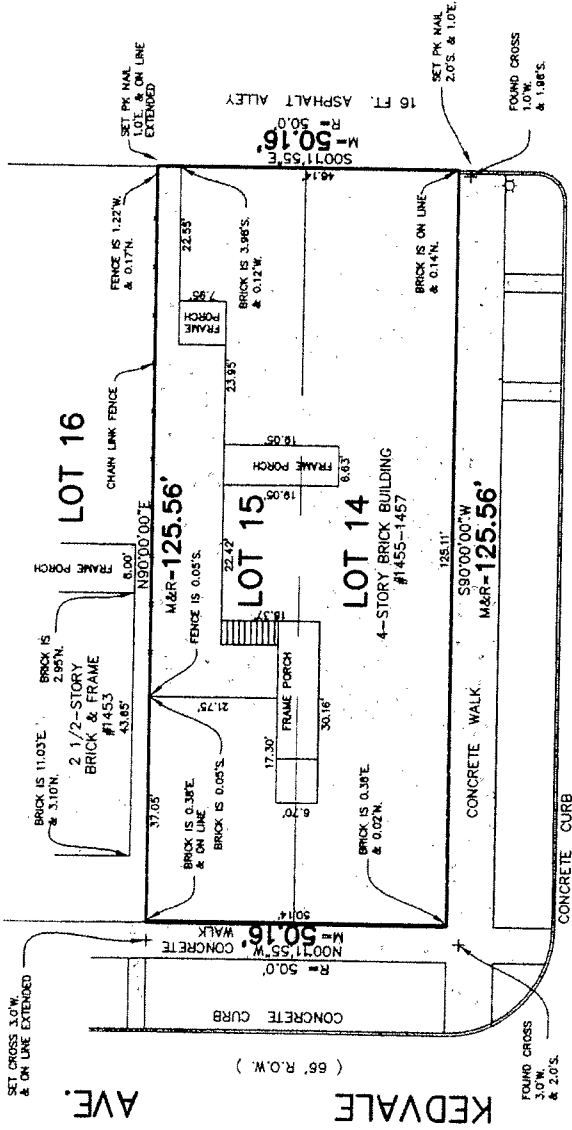 SET CROSS 3.0'W.
& ON LINE EXTENDED
BRICK IS 11.03'E.
& 3.10'N.
BRICK IS
2.95'N.
2 1/2-STORY
BRICK & FRAME
#1453
43.85'
FRAME PORCH
6.00'
LOT 16
CHAIN LINK FENCE
FENCE IS 1.22'W.
& 0.17'N.
SET PK NAIL
1.0'E. & ON LINE
EXTENDED
N90°00'00"E
M&R=125.56'
37.05'
FENCE IS 0.05'S.
BRICK IS 0.38'E.
& ON LINE
BRICK IS 0.05'S.
21.75'
22.55'
7.95'
FRAME
PORCH
BRICK IS 3.98'S.
& 0.12'W.
23.95'
22.42'
LOT 15
19.05'
FRAME PORCH
19.05'
6.63'
18.37'
17.30'
FRAME PORCH
30.16'
6.70'
LOT 14
4-STORY BRICK BUILDING
#1455-1457
BRICK IS 0.38'E.
& 0.02'N.
BRICK IS ON LINE
& 0.14'N.
125.11'
S90°00'00"W
M&R=125.56'
50.14'
M=50.16'
N00°11'55"W
R= 50.0'
CONCRETE
WALK
CONCRETE CURB
46.14'
S00°11'55"E
M=50.16'
R= 50.0'
16 FT. ASPHALT ALLEY
SET PK NAIL
2.0'S. & 1.0'E.
FOUND CROSS
1.0'W.
& 1.98'S.
CONCRETE WALK
CONCRETE CURB
FOUND CROSS
3.0'W.
& 2.0'S.
( 66' R.O.W. )
KEDVALE
AVE.